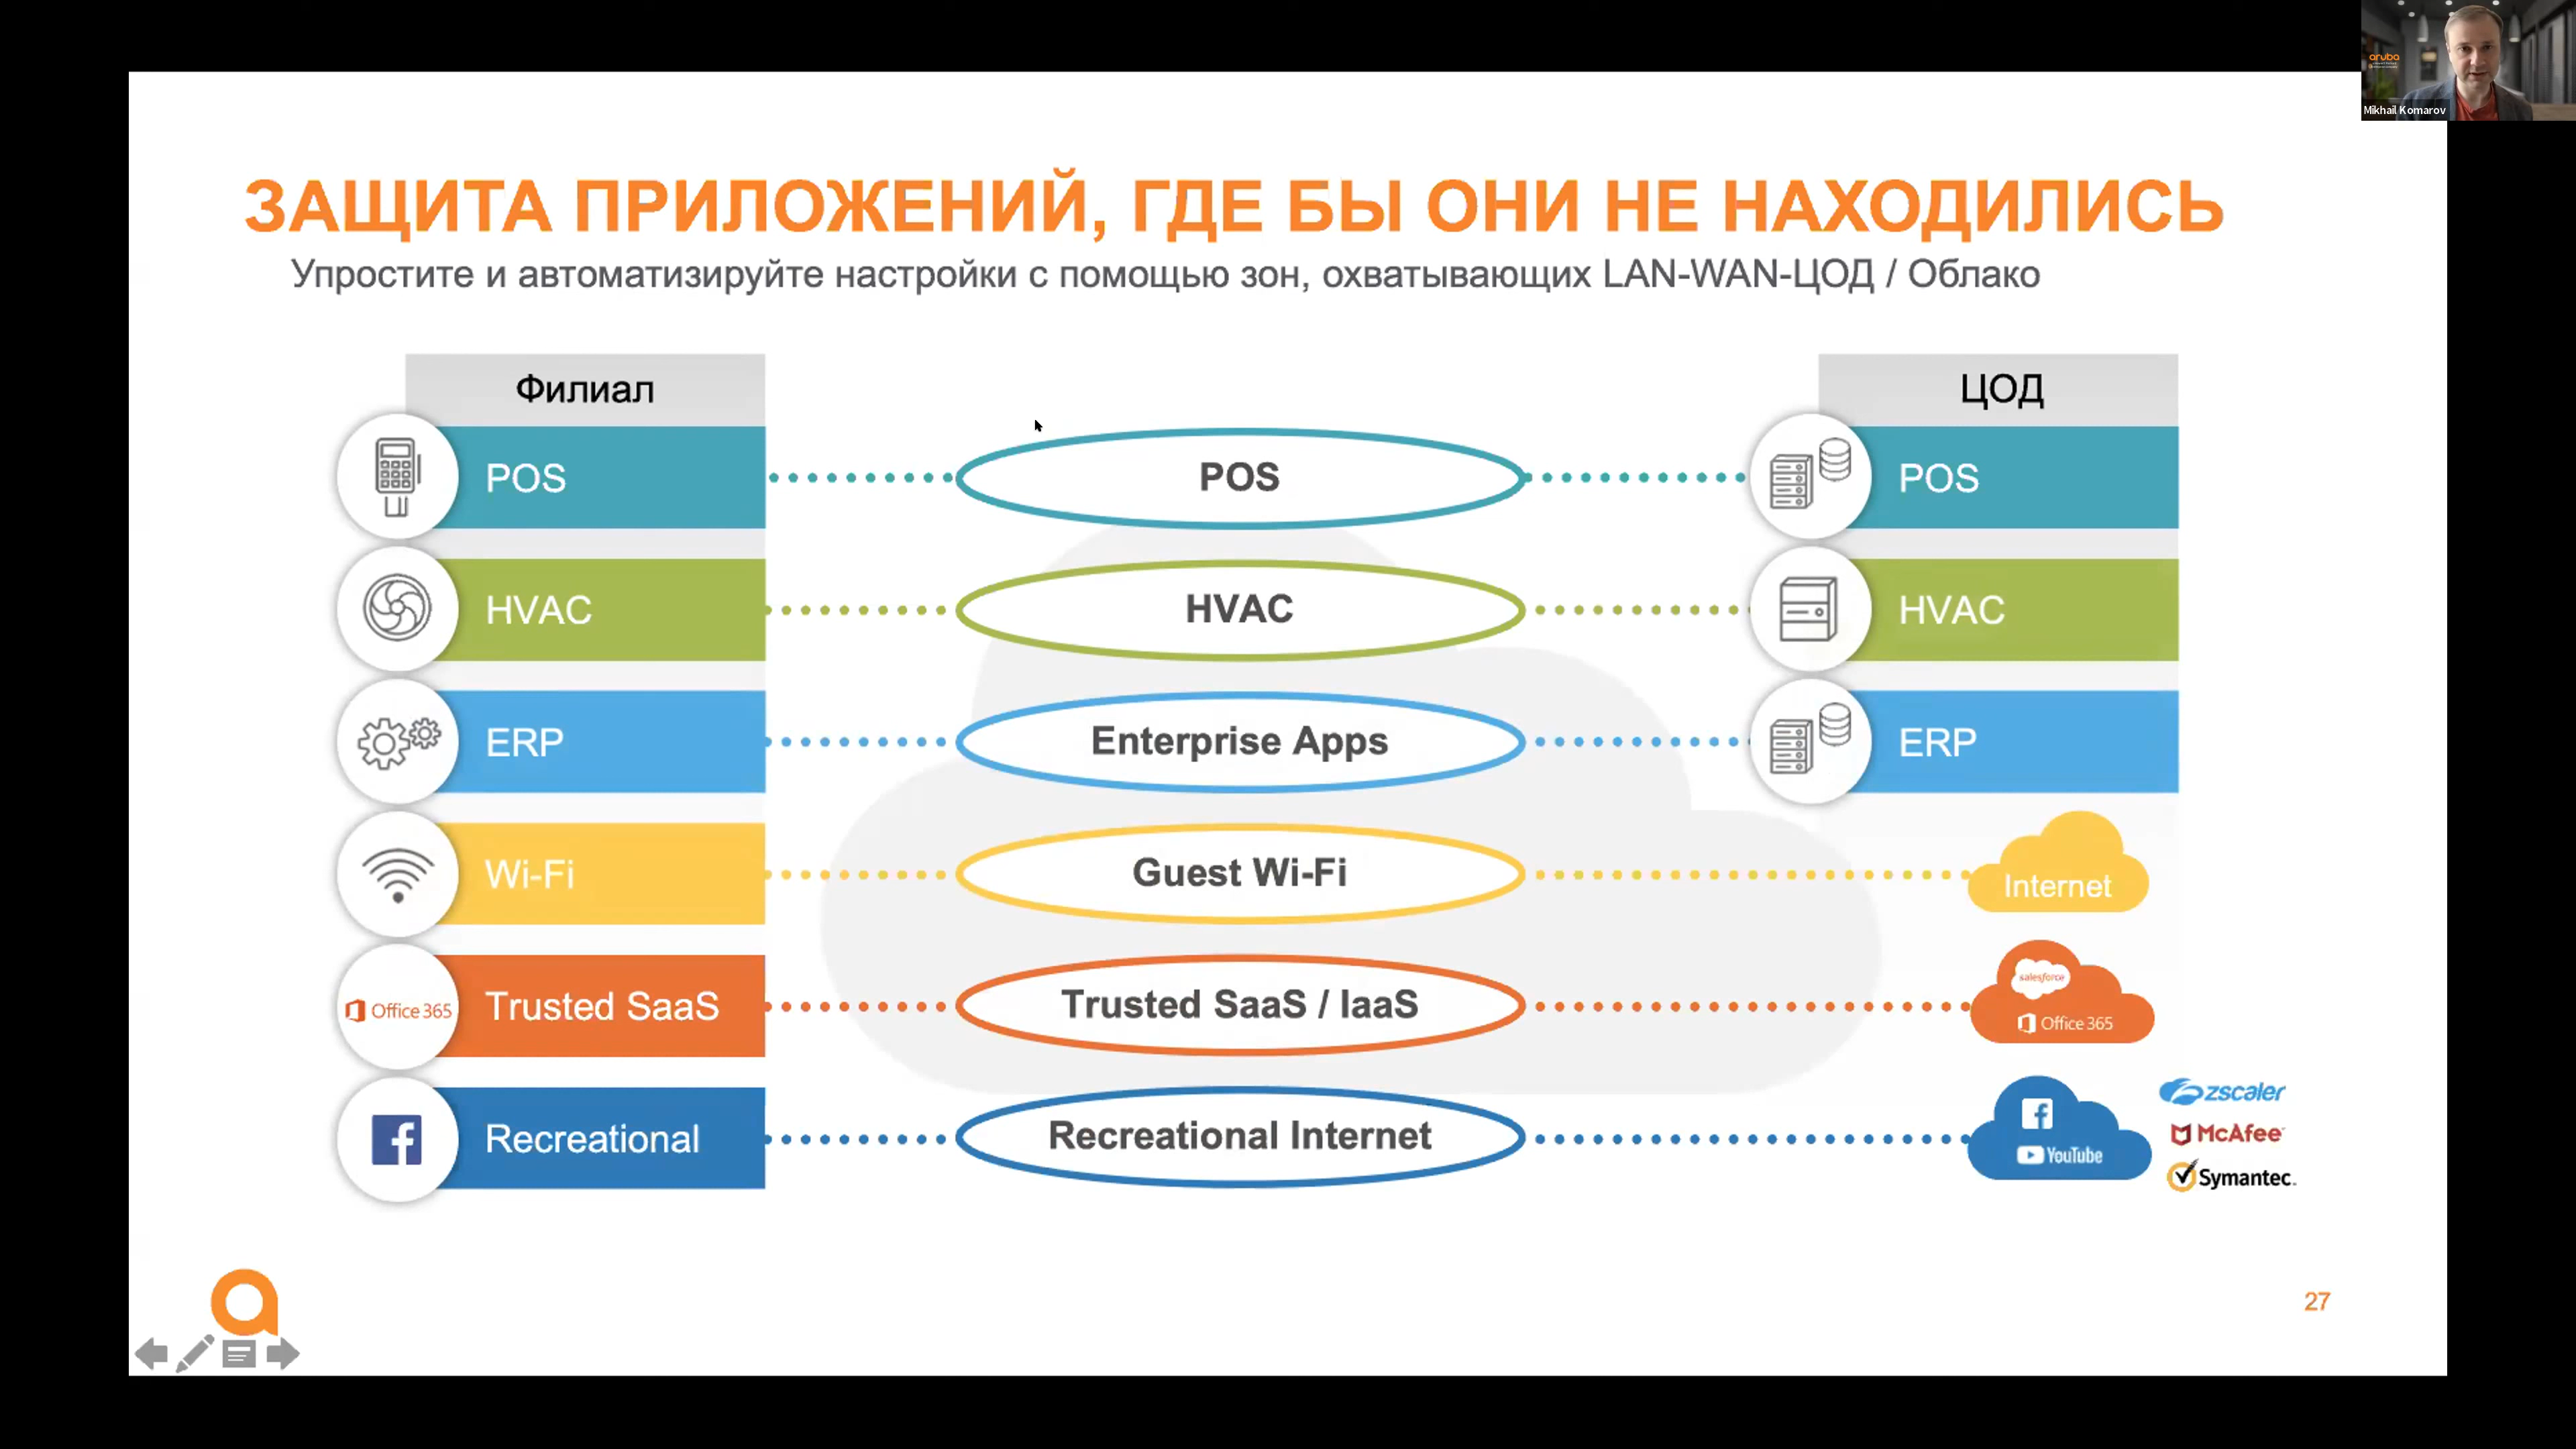 aruba
Mikhail Komarov
ЗАЩИТА ПРИЛОЖЕНИЙ, ГДЕ БЫ ОНИ НЕ НАХОДИЛИСЬ
Упростите и автоматизируйте настройки с помощью зон, охватывающих LAN-WAN-ЦОД / Облако
Филиал
ЦОД
POS
POS
POS
HVAC
HVAC
HVAC
ERP
Enterprise Apps
ERP
Wi-Fi
Guest Wi-Fi
Internet
Office 365
Trusted SaaS
Trusted SaaS / IaaS
salesforce
Office 365
Recreational
Recreational Internet
YouTube
zscaler
McAfee
Symantec.
27